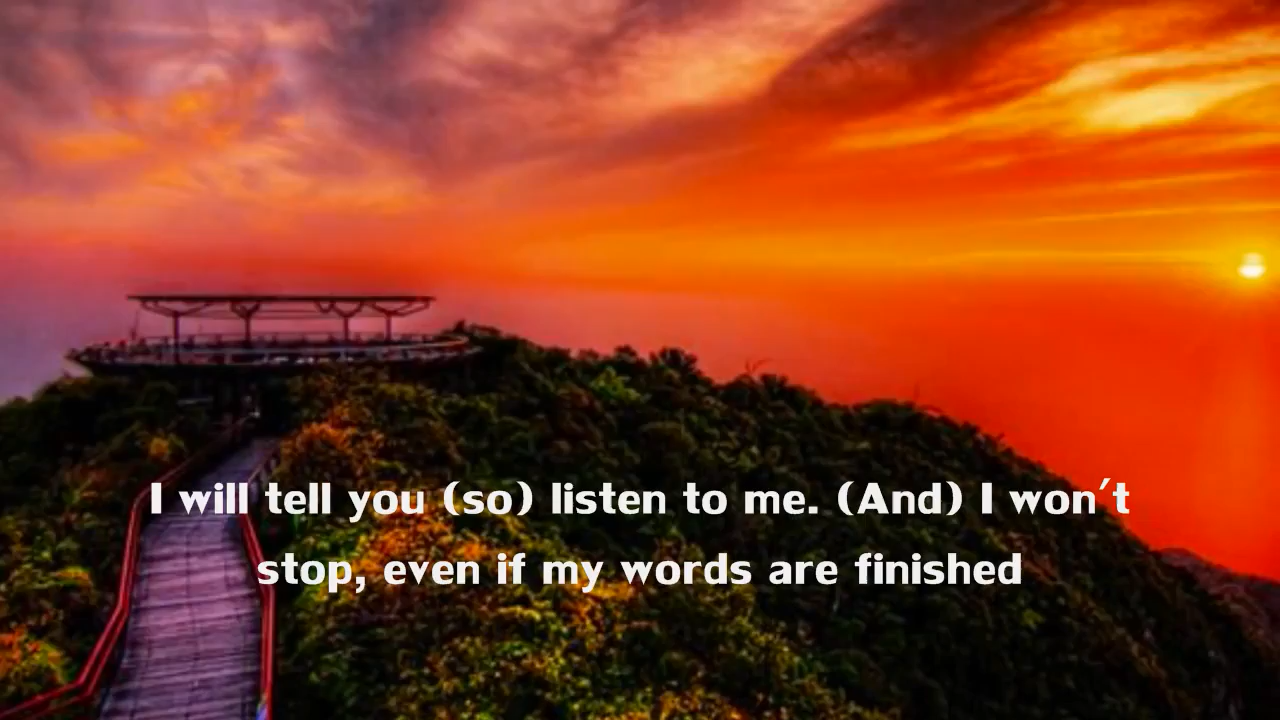 I will tell you (so) listen to me. (And) I won't
stop, even if my words are finished